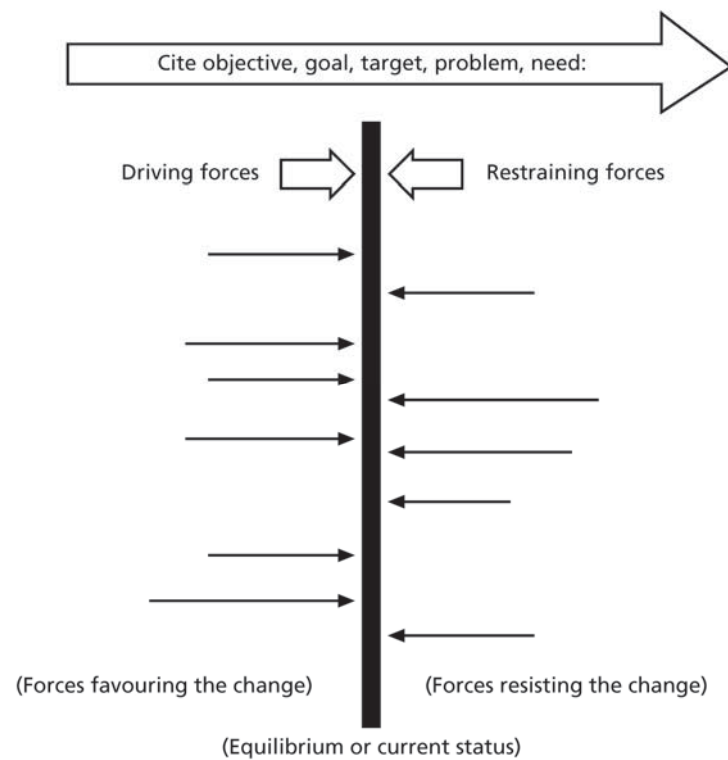 Cite objective, goal, target, problem, need:
Driving forces
Restraining forces
(Forces favouring the change)
(Forces resisting the change)
(Equilibrium or current status)